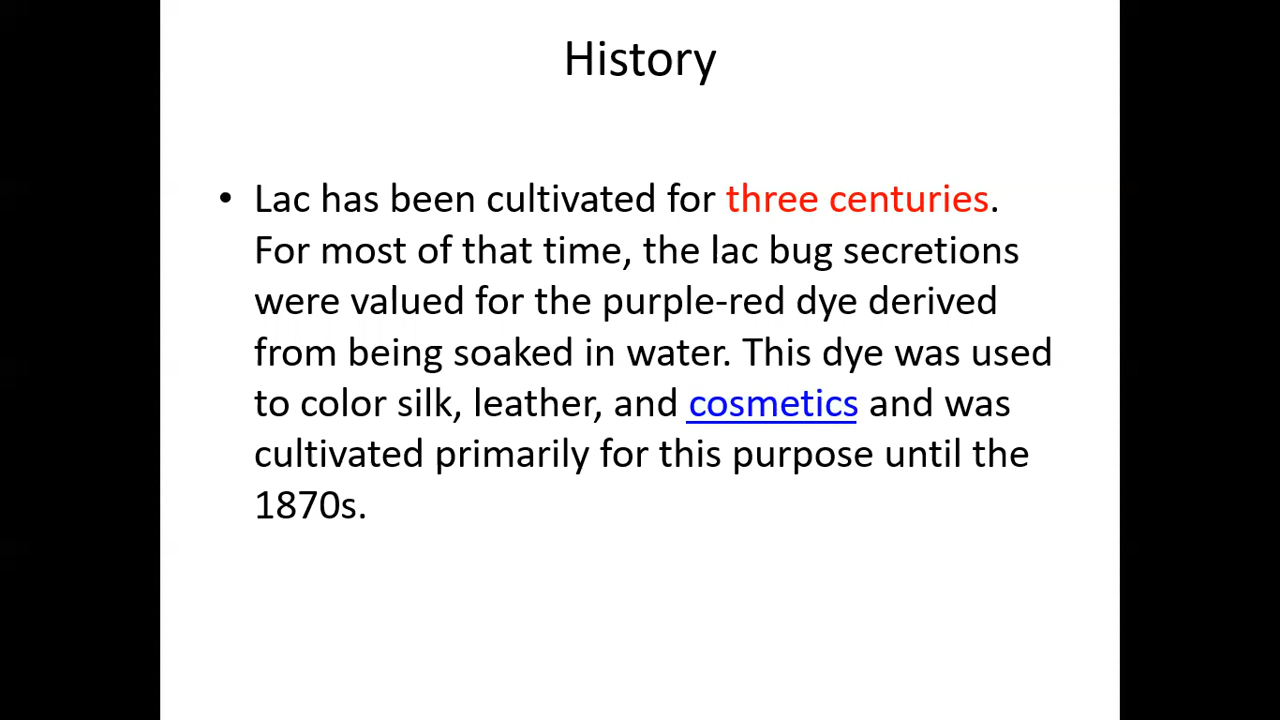 History
• Lac has been cultivated for three centuries.
For most of that time, the lac bug secretions
were valued for the purple-red dye derived
from being soaked in water. This dye was used
to color silk, leather, and cosmetics and was
cultivated primarily for this purpose until the
1870s.